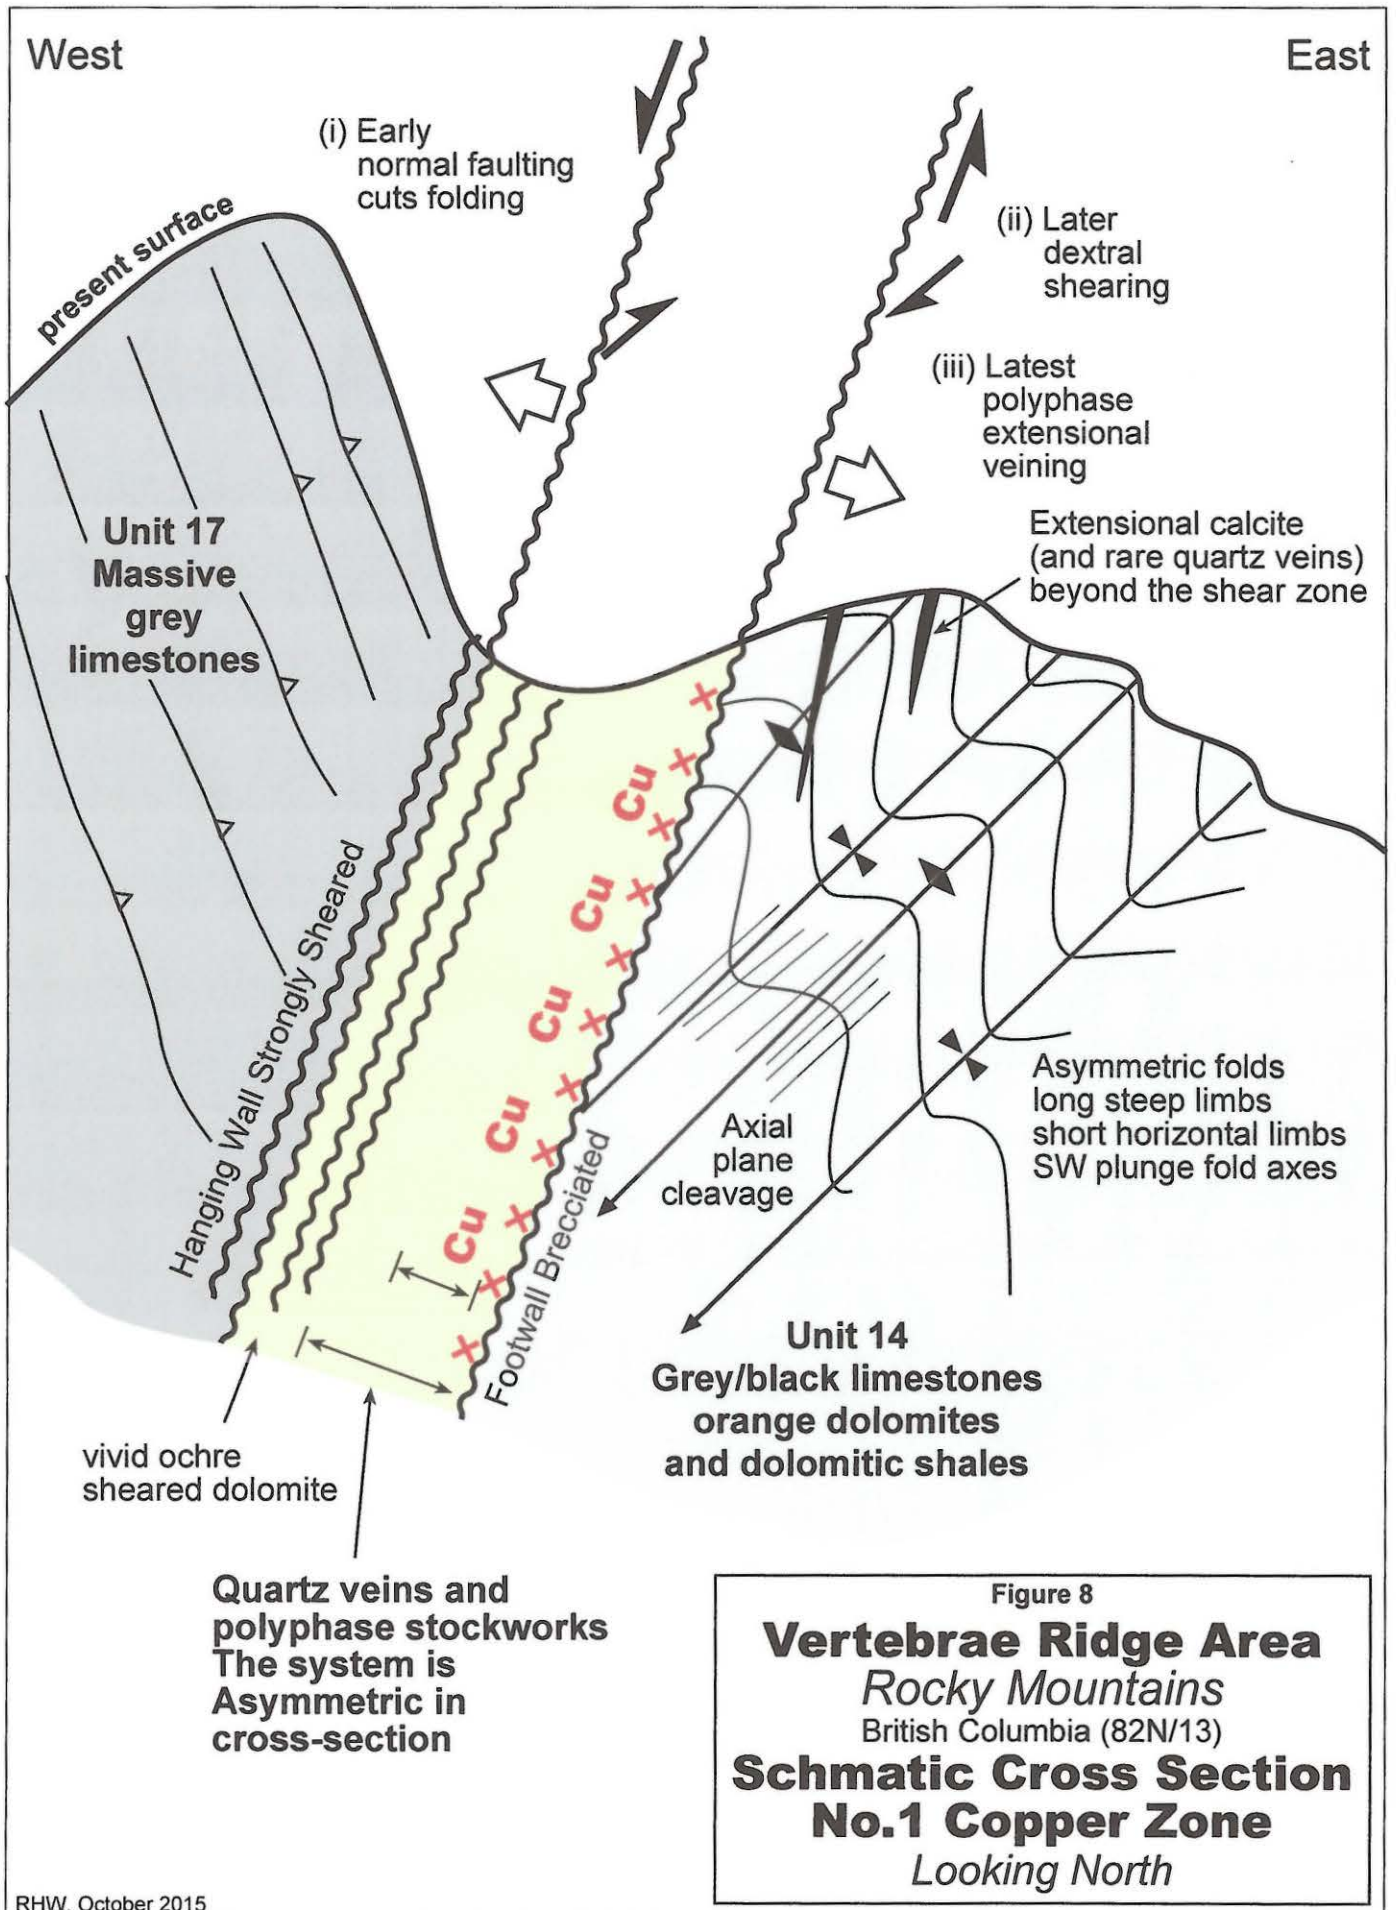 West
East
(i) Early
normal faulting
cuts folding
present surface
(ii) Later
dextral
shearing
(iii) Latest
polyphase
extensional
veining
Extensional calcite
(and rare quartz veins)
beyond the shear zone
Unit 17
Massive
grey
limestones
Hanging Wall Strongly Sheared
Cu
Cu
Cu
Cu
Cu
Footwall Brecciated
Axial
plane
cleavage
Asymmetric folds
long steep limbs
short horizontal limbs
SW plunge fold axes
Unit 14
Grey/black limestones
orange dolomites
and dolomitic shales
vivid ochre
sheared dolomite
Quartz veins and
polyphase stockworks
The system is
Asymmetric in
cross-section
Figure 8
Vertebrae Ridge Area
Rocky Mountains
British Columbia (82N/13)
Schmatic Cross Section
No.1 Copper Zone
Looking North
RHW, October 2015